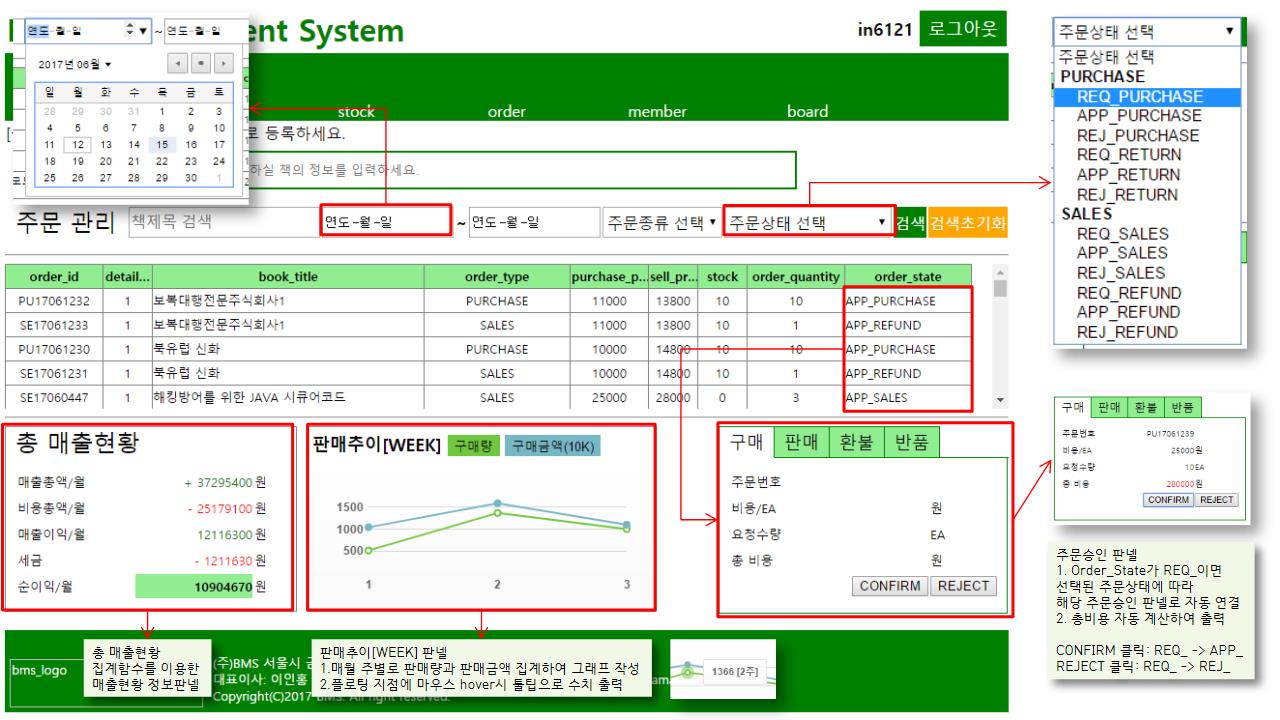 ent System
in6121
로그아웃
연도-월-일
~
연도-월-일
2017년 06월
일 월 화 수 목 금 토
28 29 30 31 1 2 3
4 5 6 7 8 9 10
11 12 13 14 15 16 17
18 19 20 21 22 23 24
25 26 27 28 29 30 1
stock
order
member
board
로 등록하세요.
하실 책의 정보를 입력하세요.
주문 관리
책제목 검색
연도-월-일
~
연도-월-일
주문종류 선택
주문상태 선택
검색
검색초기화
order_id detail... book_title order_type purchase_p... sell_pr... stock order_quantity order_state
PU17061232 1 보복대행전문주식회사1 PURCHASE 11000 13800 10 10 APP_PURCHASE
SE17061233 1 보복대행전문주식회사1 SALES 11000 13800 10 1 APP_REFUND
PU17061230 1 북유럽 신화 PURCHASE 10000 14800 10 10 APP_PURCHASE
SE17061231 1 북유럽 신화 SALES 10000 14800 10 1 APP_REFUND
SE17060447 1 해킹방어를 위한 JAVA 시큐어코드 SALES 25000 28000 0 3 APP_SALES
총 매출현황
매출총액/월 + 37295400 원
비용총액/월 - 25179100 원
매출이익/월 12116300 원
세금 - 1211630 원
순이익/월 10904670 원
판매추이[WEEK] 구매량 구매금액(10K)
1500
1000
500
1 2 3
구매 판매 환불 반품
주문번호
비용/EA 원
요청수량 EA
총 비용 원
CONFIRM REJECT
주문상태 선택
주문상태 선택
PURCHASE
REQ_PURCHASE
APP_PURCHASE
REJ_PURCHASE
REQ_RETURN
APP_RETURN
REJ_RETURN
SALES
REQ_SALES
APP_SALES
REJ_SALES
REQ_REFUND
APP_REFUND
REJ_REFUND
구매 판매 환불 반품
주문번호 PU17061239
비용/EA 25000원
요청수량 10EA
총 비용 280000원
CONFIRM REJECT
주문승인 판넬
1. Order_State가 REQ_이면
선택된 주문상태에 따라
해당 주문승인 판넬로 자동 연결
2. 총비용 자동 계산하여 출력
CONFIRM 클릭: REQ_ -> APP_
REJECT 클릭: REQ_ -> REJ_
bms_logo
총 매출현황
집계함수를 이용한
매출현황 정보판넬
(주)BMS 서울시 금
대표이사: 이인홍
Copyright(C)2017 BMS. All right reserved.
판매추이[WEEK] 판넬
1.매월 주별로 판매량과 판매금액 집계하여 그래프 작성
2.플로팅 지점에 마우스 hover시 툴팁으로 수치 출력
1366 [2주]